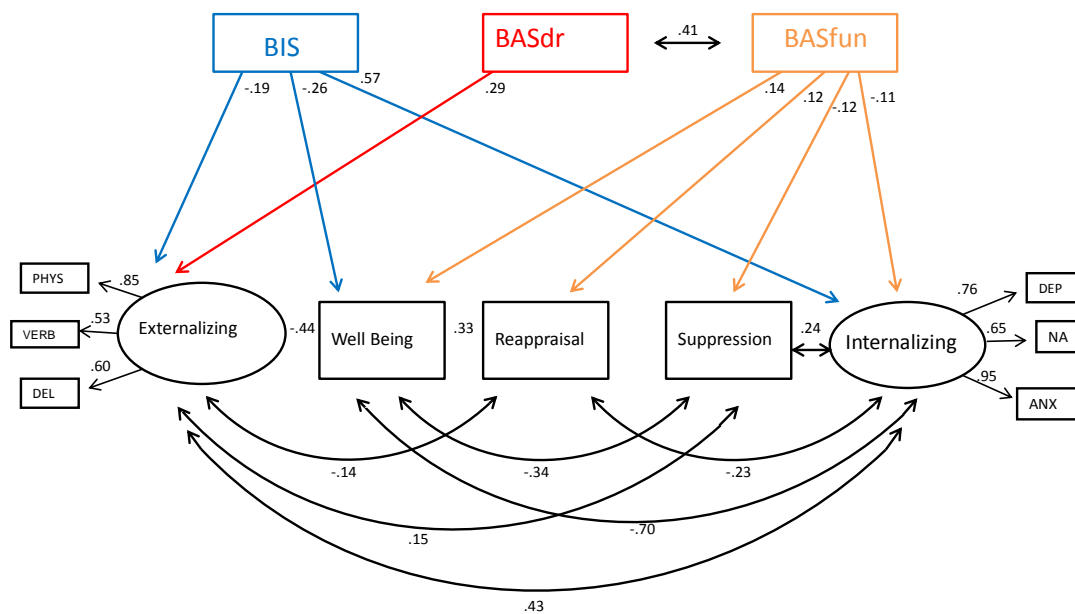 BIS
BASdr
.41
BASfun
-.19
-.26
.57
.29
.14
.12
-.12
-.11
PHYS
.85
VERB
.53
DEL
.60
Externalizing
-.44
Well Being
.33
Reappraisal
Suppression
.24
Internalizing
.76
DEP
.65
NA
.95
ANX
-.14
-.34
-.23
.15
-.70
.43